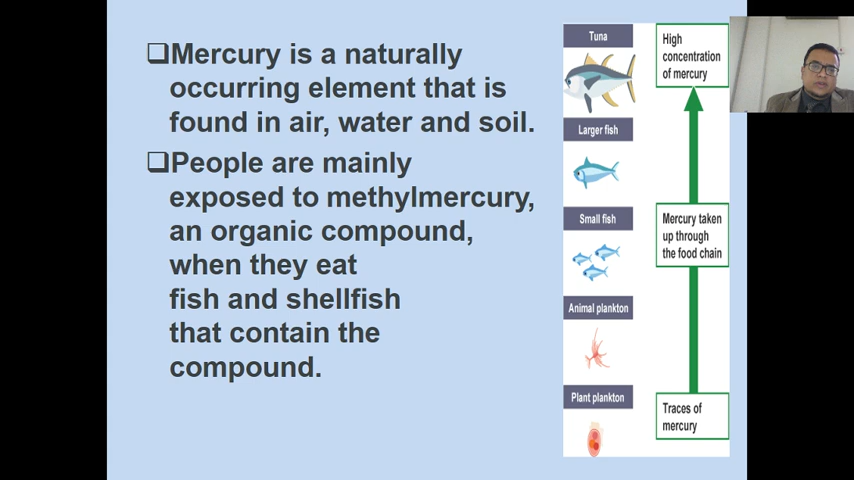 ❑Mercury is a naturally
occurring element that is
found in air, water and soil.
❑People are mainly
exposed to methylmercury,
an organic compound,
when they eat
fish and shellfish
that contain the
compound.
Tuna
Larger fish
Small fish
Animal plankton
Plant plankton
High
concentration
of mercury
Mercury taken
up through
the food chain
Traces of
mercury